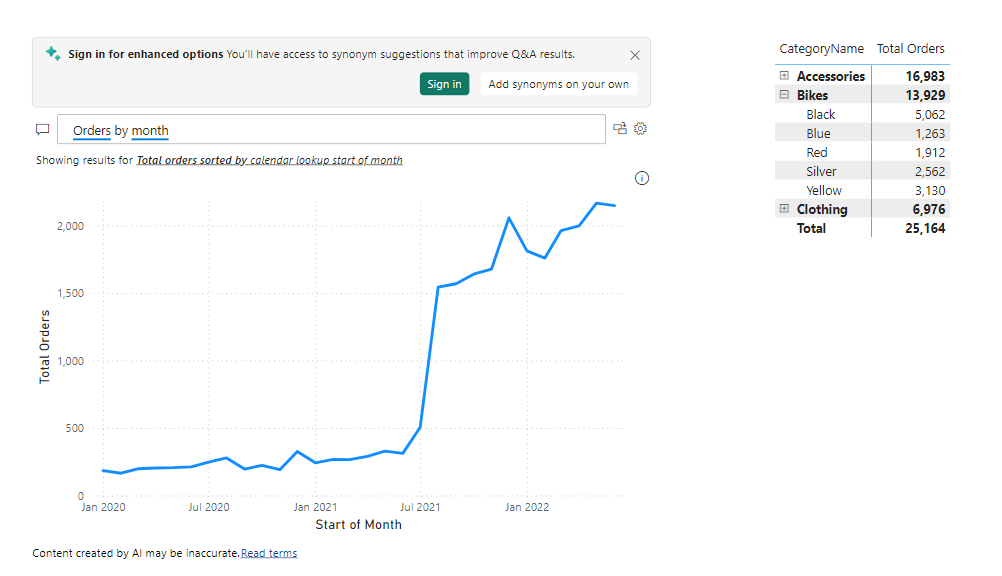 Sign in for enhanced options You'll have access to synonym suggestions that improve Q&A results.
Sign in
Add synonyms on your own
Orders by month
Showing results for Total orders sorted by calendar lookup start of month
Total Orders
2,000
1,500
1,000
500
0
Jan 2020 Jul 2020 Jan 2021 Jul 2021 Jan 2022
Start of Month
Content created by AI may be inaccurate. Read terms
CategoryName Total Orders
Accessories 16,983
Bikes 13,929
Black 5,062
Blue 1,263
Red 1,912
Silver 2,562
Yellow 3,130
Clothing 6,976
Total 25,164